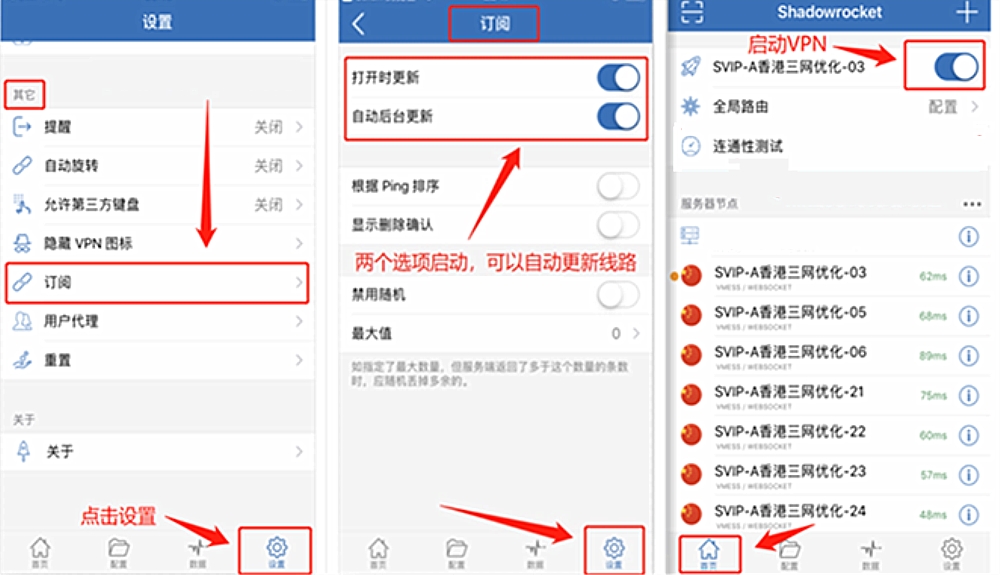 设置
其它
提醒 关闭
自动旋转 关闭
允许第三方键盘 关闭
隐藏 VPN 图标
订阅
用户代理
重置
关于
关于
点击设置
首页 配置 数据 设置
订阅
打开时更新
自动后台更新
根据 Ping 排序
显示删除确认
两个选项启动，可以自动更新线路
禁用随机
最大值 0
如指定了最大数量，但服务端返回了多于这个数量的条数
时，应随机丢掉多余的。
首页 配置 数据 设置
Shadowrocket
启动VPN
SVIP-A香港三网优化-03
全局路由 配置
连通性测试
服务器节点
SVIP-A香港三网优化-03 62ms
VMESS / WEBSOCKET
SVIP-A香港三网优化-05 68ms
VMESS / WEBSOCKET
SVIP-A香港三网优化-06 89ms
VMESS / WEBSOCKET
SVIP-A香港三网优化-21 75ms
VMESS / WEBSOCKET
SVIP-A香港三网优化-22 60ms
VMESS / WEBSOCKET
SVIP-A香港三网优化-23 57ms
VMESS / WEBSOCKET
SVIP-A香港三网优化-24 48ms
VMESS / WEBSOCKET
首页 配置 数据 设置